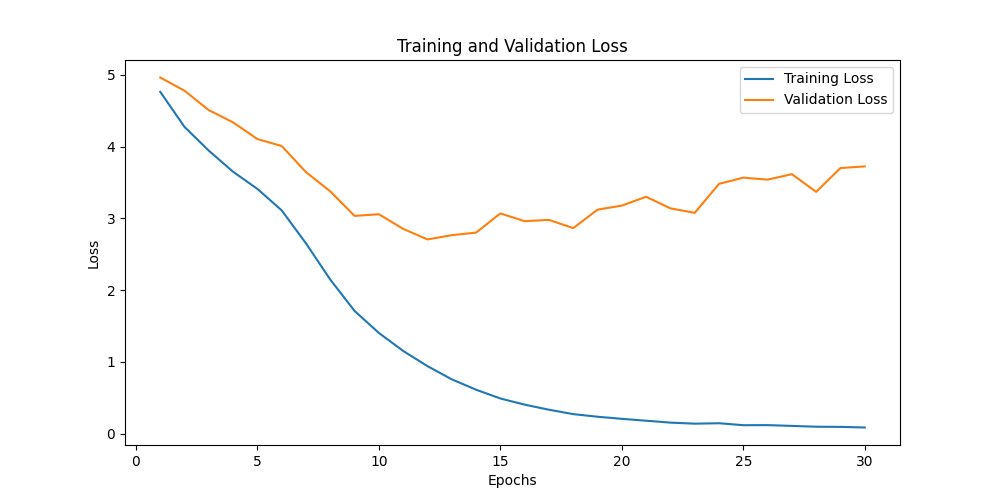 Training and Validation Loss
Training Loss
Validation Loss
5
4
3
2
1
0
Loss
0 5 10 15 20 25 30
Epochs